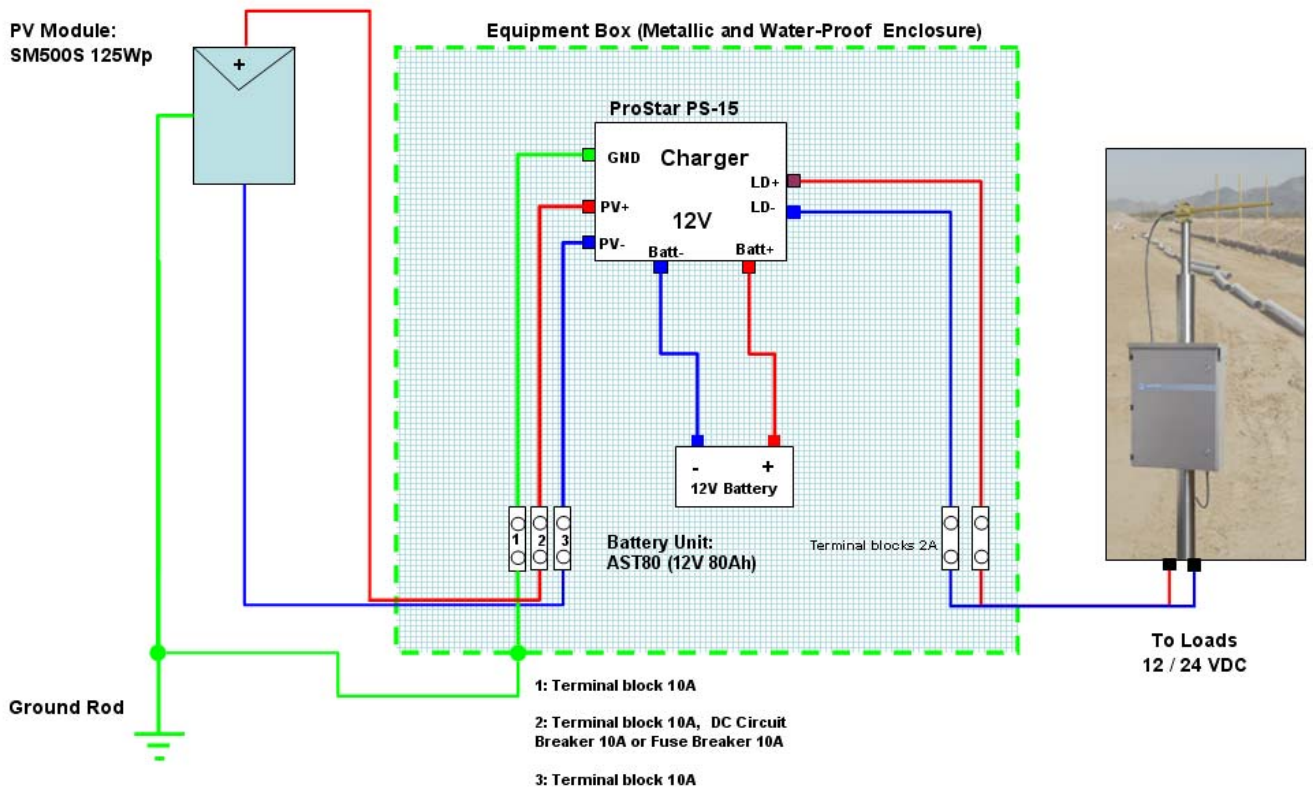 PV Module:
SM500S 125Wp
+
Equipment Box (Metallic and Water-Proof Enclosure)
ProStar PS-15
GND
Charger
LD+
LD-
PV+
12V
PV-
Batt-
Batt+
- +
12V Battery
1 2 3
Battery Unit:
AST80 (12V 80Ah)
Terminal blocks 2A
To Loads
12 / 24 VDC
Ground Rod
1: Terminal block 10A
2: Terminal block 10A, DC Circuit
Breaker 10A or Fuse Breaker 10A
3: Terminal block 10A